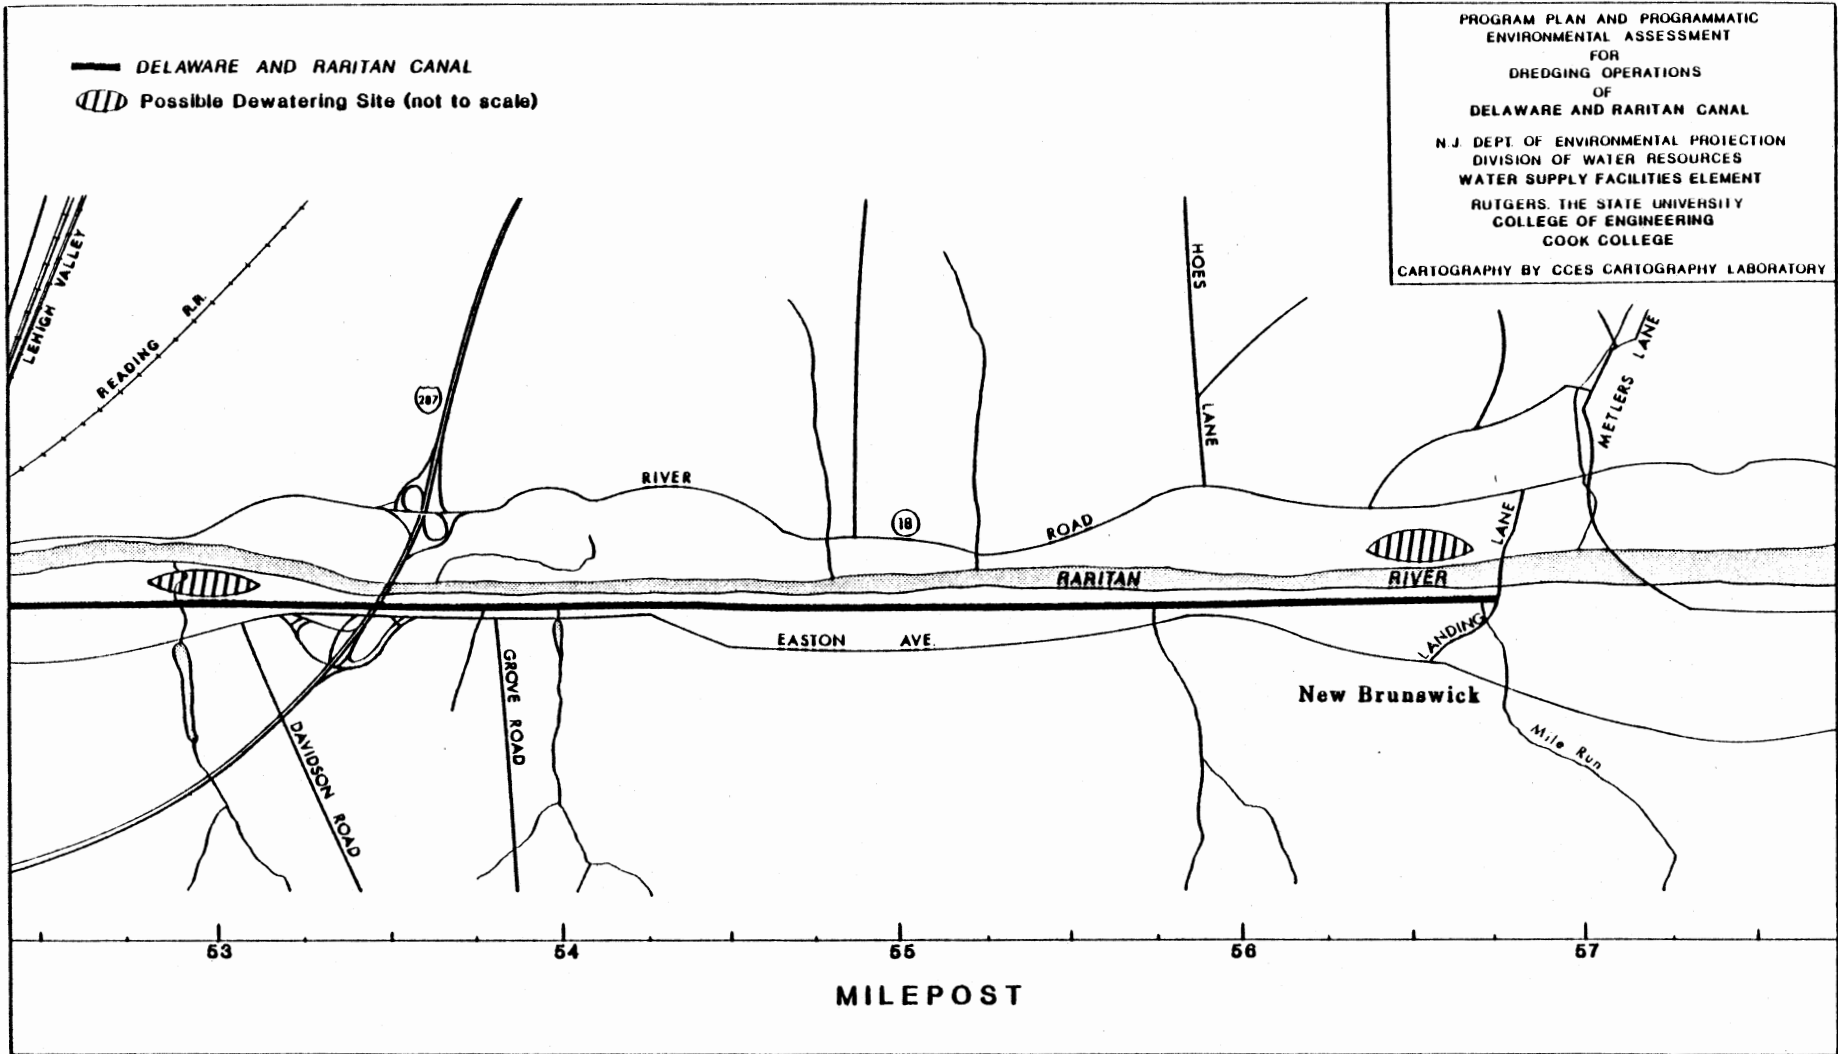 DELAWARE AND RARITAN CANAL
Possible Dewatering Site (not to scale)
PROGRAM PLAN AND PROGRAMMATIC
ENVIRONMENTAL ASSESSMENT
FOR
DREDGING OPERATIONS
OF
DELAWARE AND RARITAN CANAL
N.J. DEPT. OF ENVIRONMENTAL PROTECTION
DIVISION OF WATER RESOURCES
WATER SUPPLY FACILITIES ELEMENT
RUTGERS. THE STATE UNIVERSITY
COLLEGE OF ENGINEERING
COOK COLLEGE
CARTOGRAPHY BY CCES CARTOGRAPHY LABORATORY
LEHIGH VALLEY
READING R.R.
287
HOES LANE
METLERS LANE
RIVER ROAD
18
RARITAN RIVER
LANDING LANE
EASTON AVE.
GROVE ROAD
DAVIDSON ROAD
New Brunswick
Mile Run
53 54 55 56 57
MILEPOST